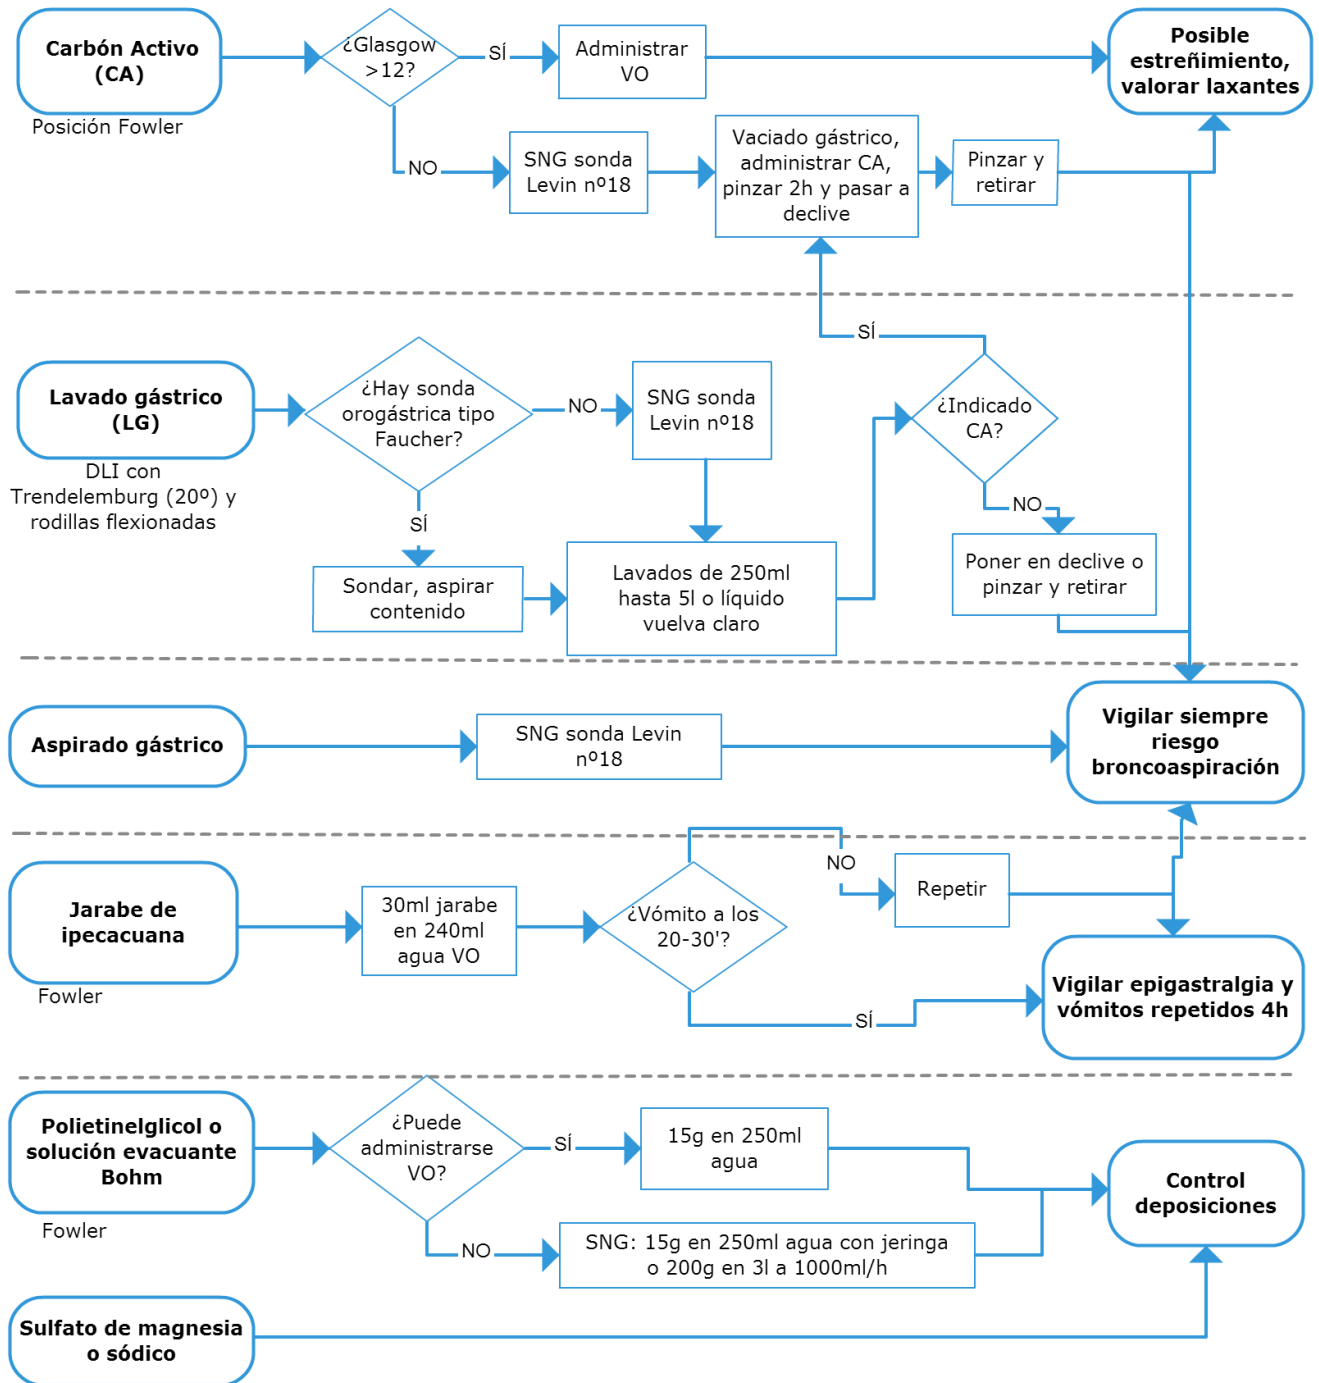 Carbón Activo
(CA)
Posición Fowler
¿Glasgow
>12?
SÍ
Administrar
VO
Posible
estreñimiento,
valorar laxantes
NO
SNG sonda
Levin nº18
Vaciado gástrico,
administrar CA,
pinzar 2h y pasar a
declive
Pinzar y
retirar
Lavado gástrico
(LG)
DLI con
Trendelemburg (20º) y
rodillas flexionadas
¿Hay sonda
orogástrica tipo
Faucher?
NO
SNG sonda
Levin nº18
SÍ
Sondar, aspirar
contenido
Lavados de 250ml
hasta 5l o líquido
vuelva claro
¿Indicado
CA?
SÍ
NO
Poner en declive o
pinzar y retirar
Aspirado gástrico
SNG sonda Levin
nº18
Vigilar siempre
riesgo
broncoaspiración
Jarabe de
ipecacuana
Fowler
30ml jarabe
en 240ml
agua VO
¿Vómito a los
20-30'?
NO
Repetir
SÍ
Vigilar epigastralgia y
vómitos repetidos 4h
Polietinelglicol o
solución evacuante
Bohm
Fowler
¿Puede
administrarse
VO?
SÍ
15g en 250ml
agua
NO
SNG: 15g en 250ml agua con jeringa
o 200g en 3l a 1000ml/h
Control
deposiciones
Sulfato de magnesia
o sódico